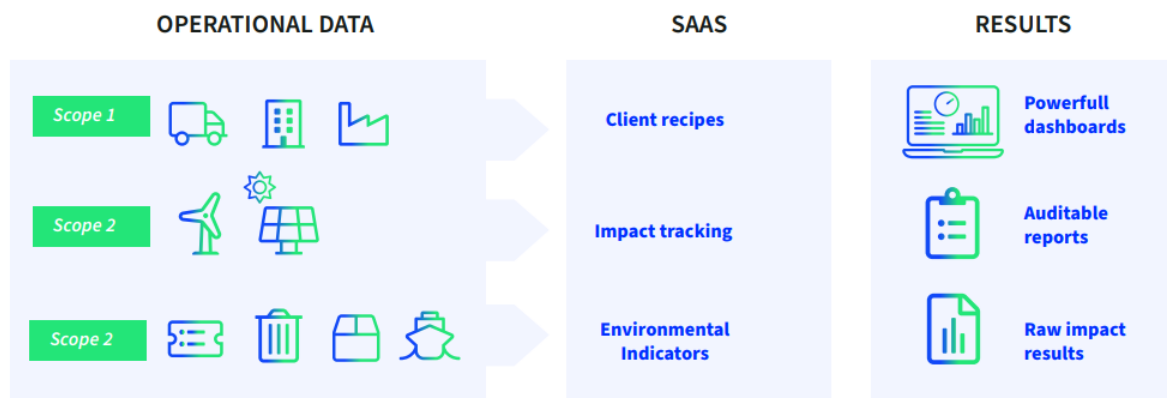 OPERATIONAL DATA
SAAS
RESULTS
Scope 1
Client recipes
Powerfull
dashboards
Scope 2
Impact tracking
Auditable
reports
Scope 2
Environmental
Indicators
Raw impact
results